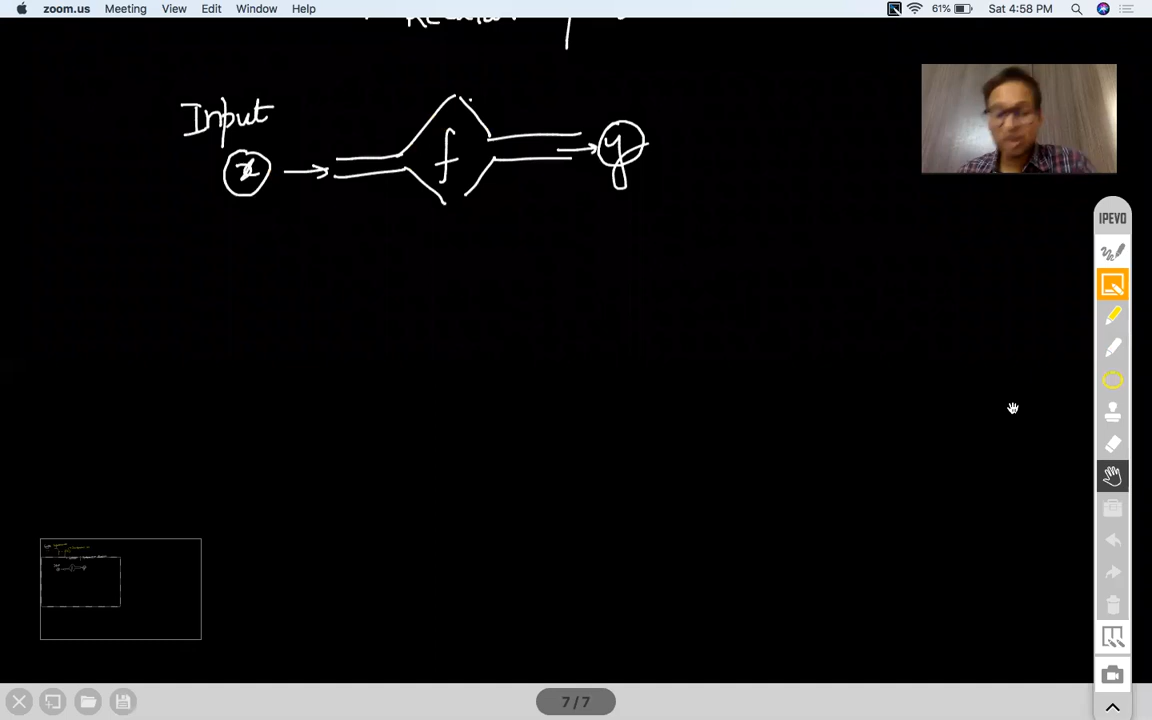 zoom.us Meeting View Edit Window Help 61% Sat 4:58 PM
Input
x f y
IPEVO
7 / 7